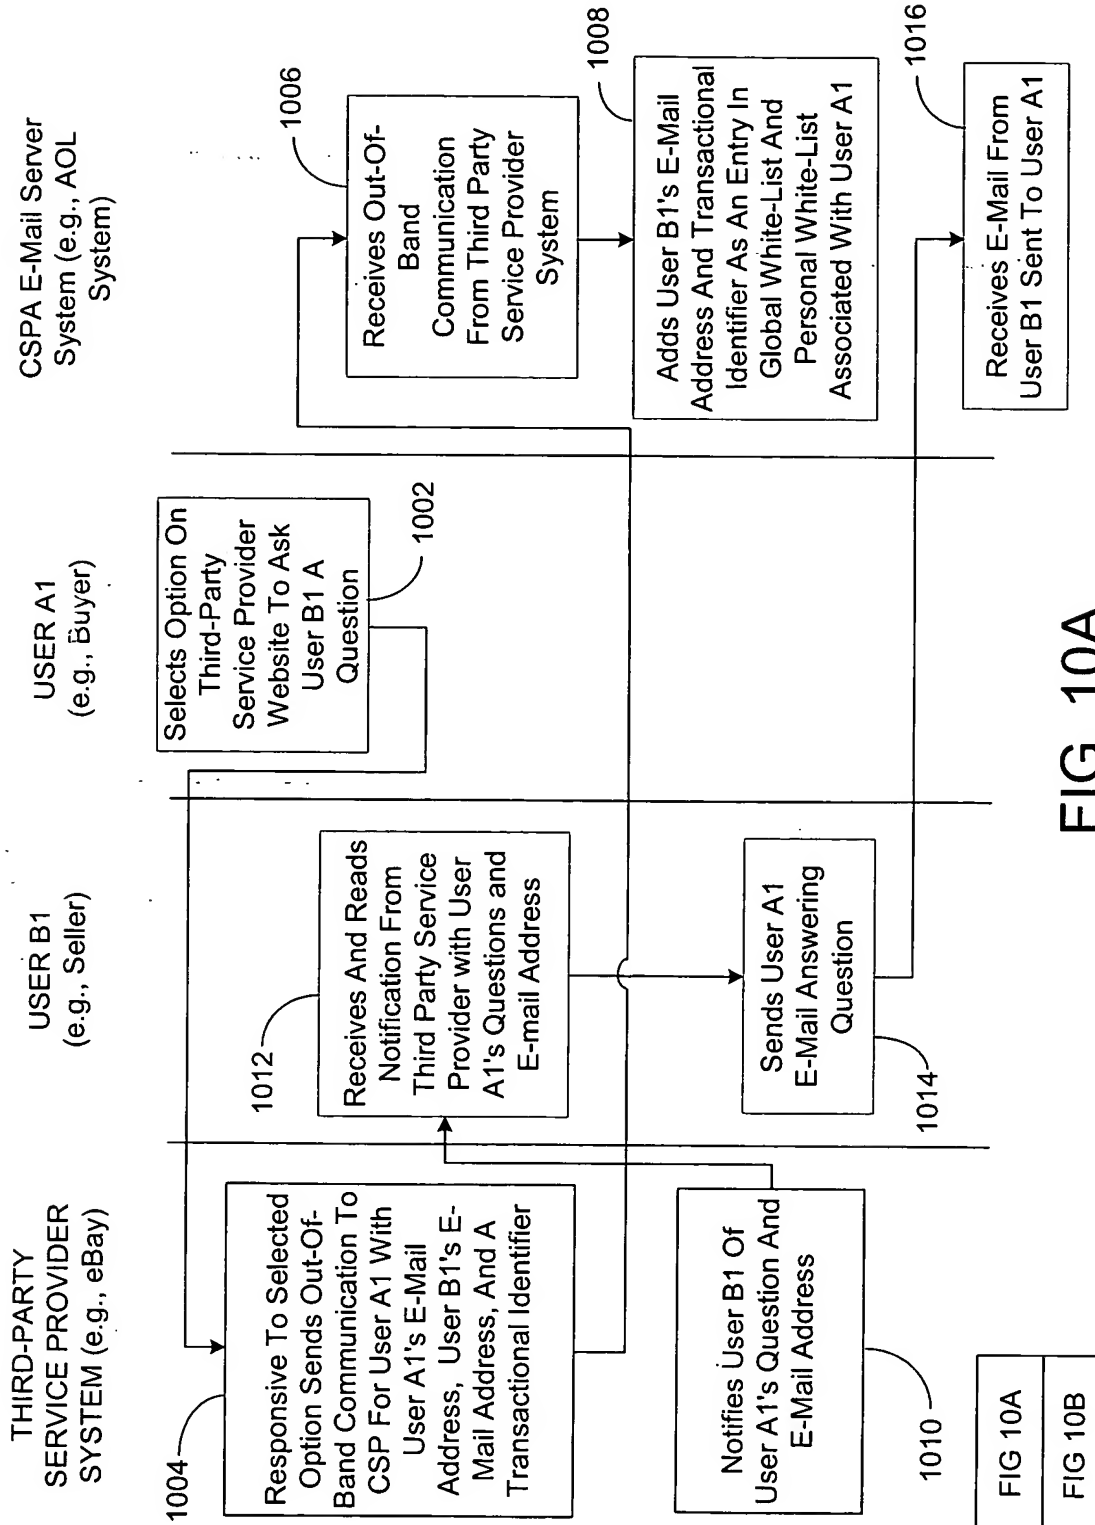 THIRD-PARTY
SERVICE PROVIDER
SYSTEM (e.g., eBay)
USER B1
(e.g., Seller)
USER A1
(e.g., Buyer)
CSPA E-Mail Server
System (e.g., AOL
System)
Selects Option On
Third-Party
Service Provider
Website To Ask
User B1 A
Question
1002
1004
Responsive To Selected
Option Sends Out-Of-
Band Communication To
CSP For User A1 With
User A1's E-Mail
Address, User B1's E-
Mail Address, And A
Transactional Identifier
1006
Receives Out-Of-
Band
Communication
From Third Party
Service Provider
System
1008
Adds User B1's E-Mail
Address And Transactional
Identifier As An Entry In
Global White-List And
Personal White-List
Associated With User A1
Notifies User B1 Of
User A1's Question And
E-Mail Address
1010
1012
Receives And Reads
Notification From
Third Party Service
Provider with User
A1's Questions and
E-mail Address
Sends User A1
E-Mail Answering
Question
1014
1016
Receives E-Mail From
User B1 Sent To User A1
FIG 10A
FIG 10B
FIG 10A